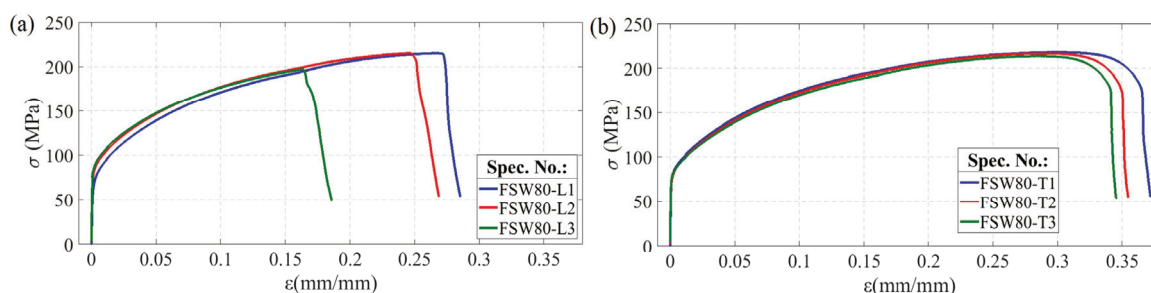 (a)
250
200
150
100
50
0
σ (MPa)
0 0.05 0.1 0.15 0.2 0.25 0.3 0.35
ε(mm/mm)
Spec. No.:
FSW80-L1
FSW80-L2
FSW80-L3
(b)
250
200
150
100
50
0
σ (MPa)
0 0.05 0.1 0.15 0.2 0.25 0.3 0.35
ε(mm/mm)
Spec. No.:
FSW80-T1
FSW80-T2
FSW80-T3